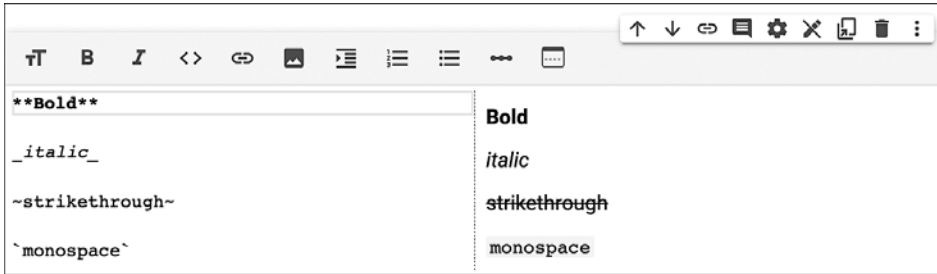 **Bold**
Bold
_italic_
italic
~strikethrough~
strikethrough
`monospace`
monospace